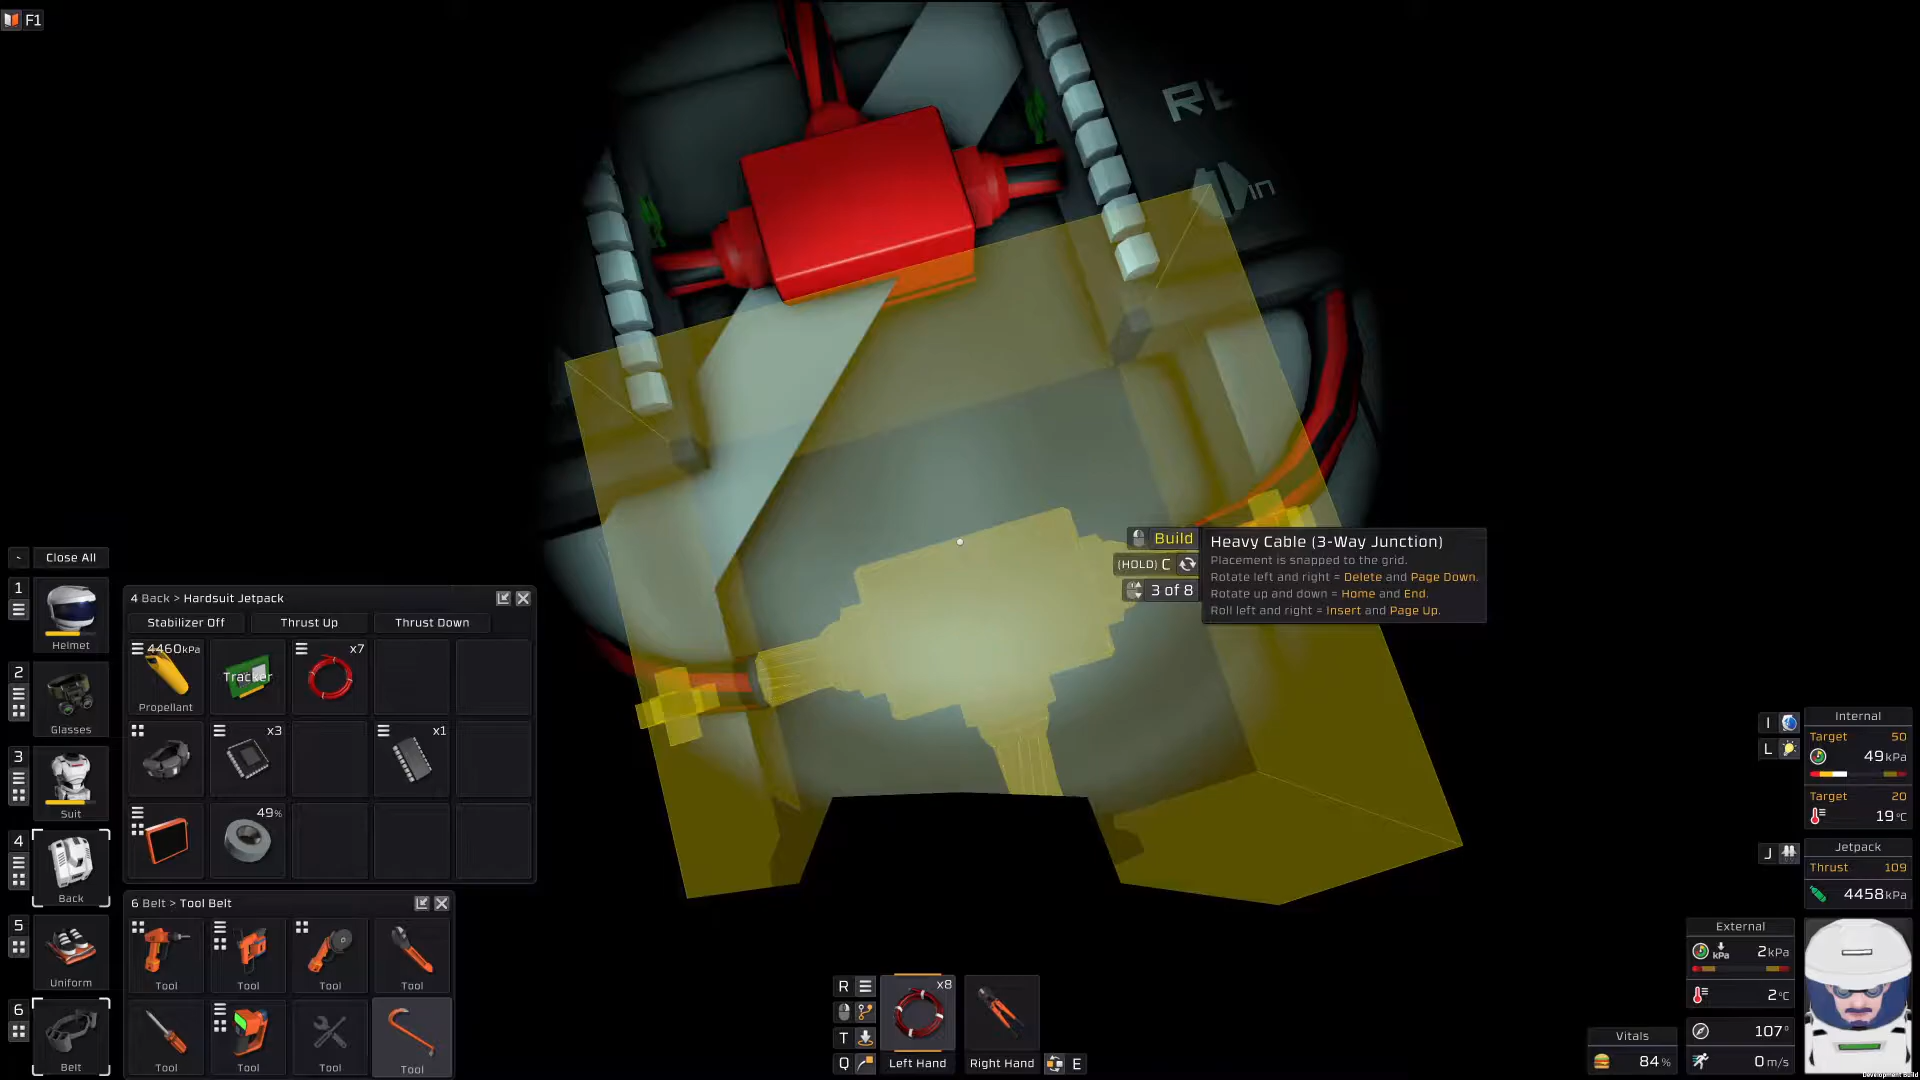 F1
RE
in
Build
Heavy Cable (3-Way Junction)
Placement is snapped to the grid.
(HOLD) C
Rotate left and right = Delete and Page Down.
3 of 8
Rotate up and down = Home and End.
Roll left and right = Insert and Page Up.
- Close All
1
Helmet
2
Glasses
3
Suit
4
Back
5
Uniform
6
Belt
4 Back > Hardsuit Jetpack
Stabilizer Off
Thrust Up
Thrust Down
4460kPa
Propellant
Tracker
x7
x3
x1
49%
6 Belt > Tool Belt
Tool
Tool
Tool
Tool
Tool
Tool
Tool
Tool
R
T
Q
x8
Left Hand
Right Hand
E
I
L
Internal
Target 50
49kPa
Target 20
19°C
J
Jetpack
Thrust 109
4458kPa
External
kPa
2kPa
2°C
107°
0m/s
Vitals
84%
Development Build